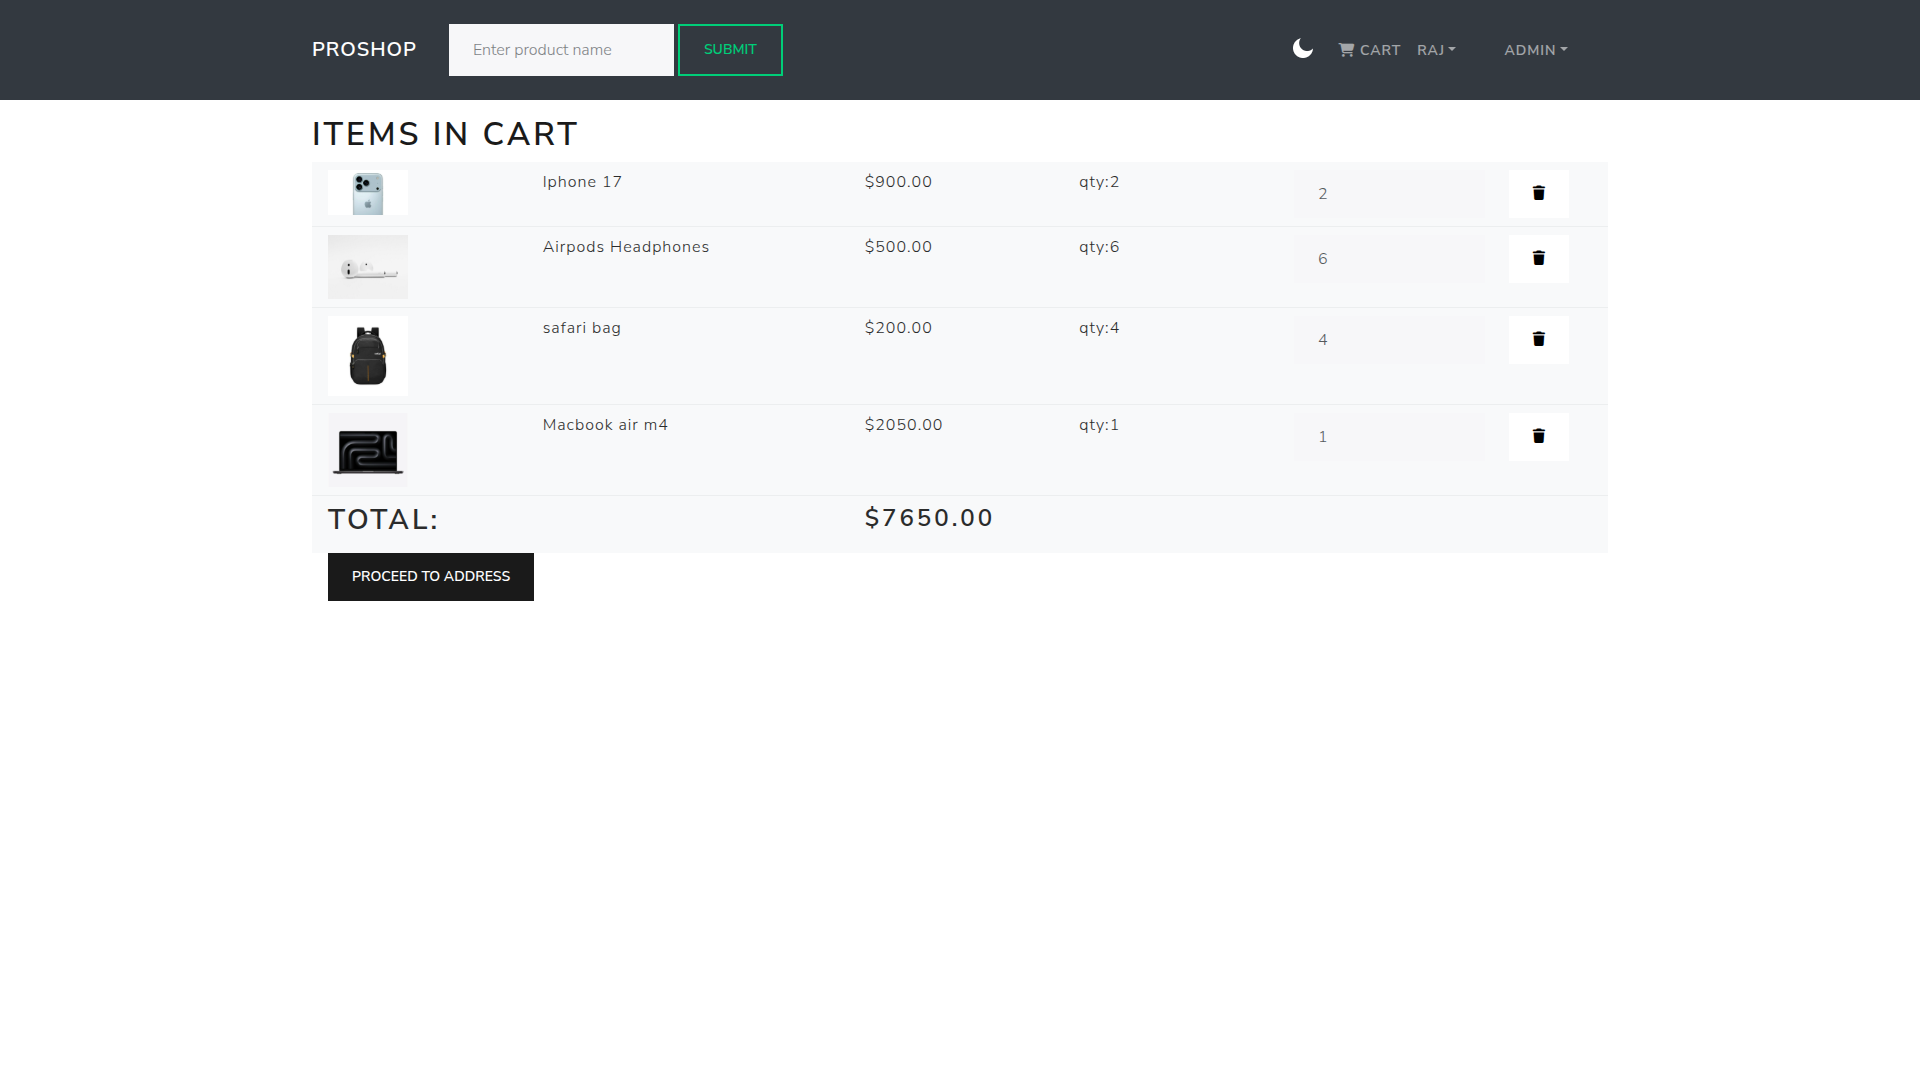 PROSHOP Enter product name SUBMIT CART RAJ ADMIN
ITEMS IN CART
Iphone 17 $900.00 qty:2 2
Airpods Headphones $500.00 qty:6 6
safari bag $200.00 qty:4 4
Macbook air m4 $2050.00 qty:1 1
TOTAL: $7650.00
PROCEED TO ADDRESS